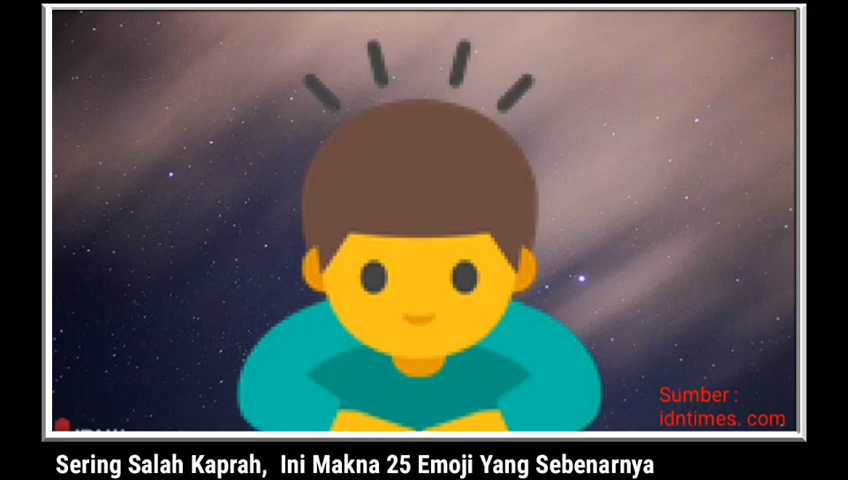 Sumber :
idntimes. com
Sering Salah Kaprah,  Ini Makna 25 Emoji Yang Sebenarnya